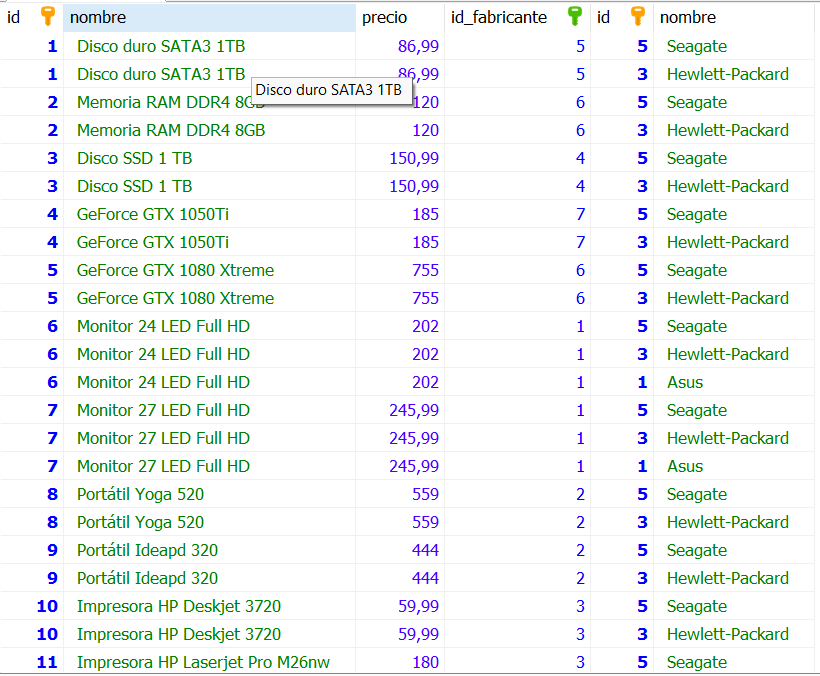 id nombre precio id_fabricante id nombre
1 Disco duro SATA3 1TB 86,99 5 5 Seagate
1 Disco duro SATA3 1TB 86,99 5 3 Hewlett-Packard
Disco duro SATA3 1TB
2 Memoria RAM DDR4 8GB 120 6 5 Seagate
2 Memoria RAM DDR4 8GB 120 6 3 Hewlett-Packard
3 Disco SSD 1 TB 150,99 4 5 Seagate
3 Disco SSD 1 TB 150,99 4 3 Hewlett-Packard
4 GeForce GTX 1050Ti 185 7 5 Seagate
4 GeForce GTX 1050Ti 185 7 3 Hewlett-Packard
5 GeForce GTX 1080 Xtreme 755 6 5 Seagate
5 GeForce GTX 1080 Xtreme 755 6 3 Hewlett-Packard
6 Monitor 24 LED Full HD 202 1 5 Seagate
6 Monitor 24 LED Full HD 202 1 3 Hewlett-Packard
6 Monitor 24 LED Full HD 202 1 1 Asus
7 Monitor 27 LED Full HD 245,99 1 5 Seagate
7 Monitor 27 LED Full HD 245,99 1 3 Hewlett-Packard
7 Monitor 27 LED Full HD 245,99 1 1 Asus
8 Portátil Yoga 520 559 2 5 Seagate
8 Portátil Yoga 520 559 2 3 Hewlett-Packard
9 Portátil Ideapd 320 444 2 5 Seagate
9 Portátil Ideapd 320 444 2 3 Hewlett-Packard
10 Impresora HP Deskjet 3720 59,99 3 5 Seagate
10 Impresora HP Deskjet 3720 59,99 3 3 Hewlett-Packard
11 Impresora HP Laserjet Pro M26nw 180 3 5 Seagate